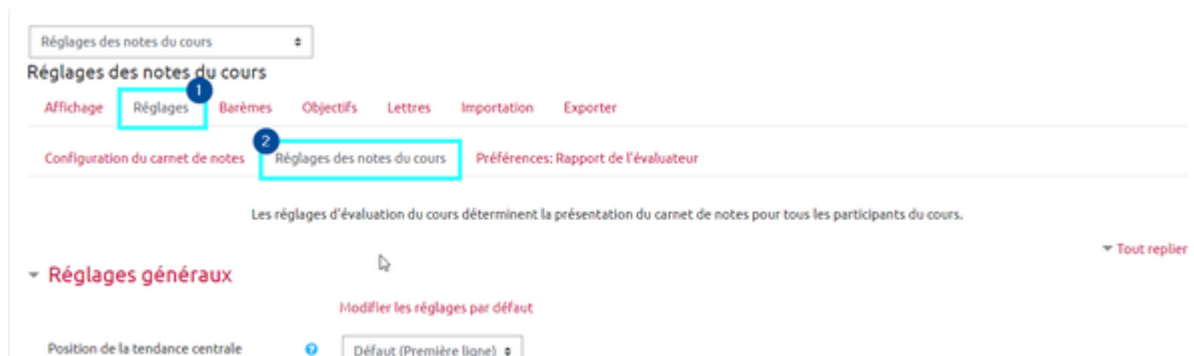 Réglages des notes du cours
Réglages des notes du cours
1
Affichage Réglages Barèmes Objectifs Lettres Importation Exporter
2
Configuration du carnet de notes Réglages des notes du cours Préférences: Rapport de l'évaluateur
Les réglages d'évaluation du cours déterminent la présentation du carnet de notes pour tous les participants du cours.
Tout replier
Réglages généraux
Modifier les réglages par défaut
Position de la tendance centrale ? Défaut (Première ligne)